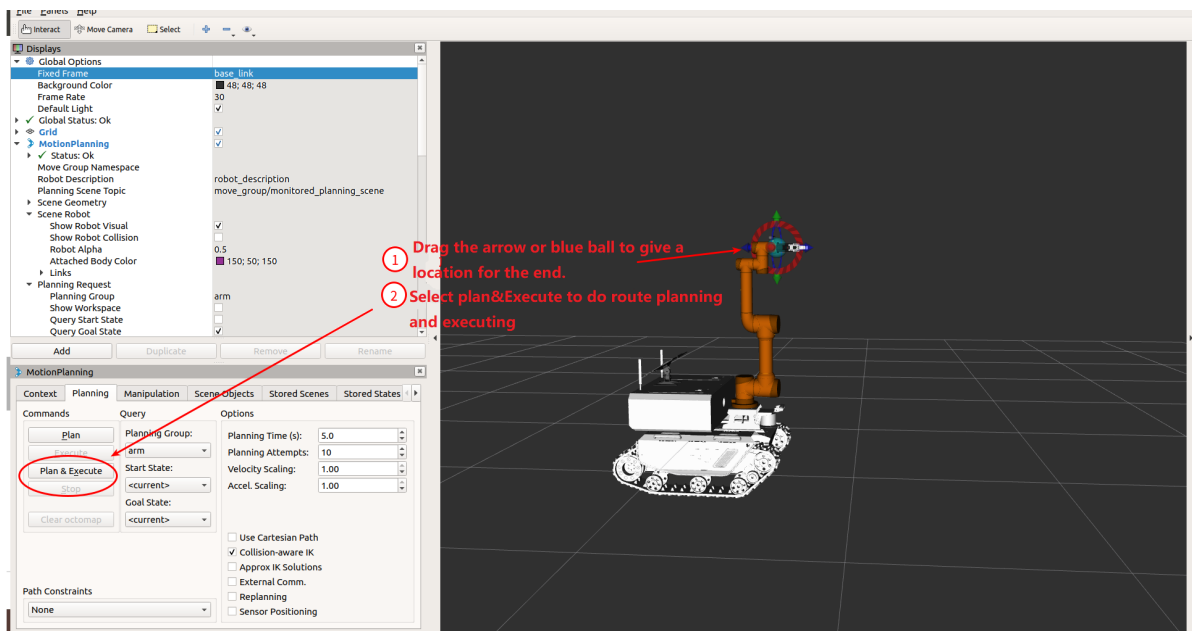 File Panels Help
Interact Move Camera Select
Displays
Global Options
Fixed Frame base_link
Background Color 48; 48; 48
Frame Rate 30
Default Light
Global Status: Ok
Grid
MotionPlanning
Status: Ok
Move Group Namespace
Robot Description robot_description
Planning Scene Topic move_group/monitored_planning_scene
Scene Geometry
Scene Robot
Show Robot Visual
Show Robot Collision
Robot Alpha 0.5
Attached Body Color 150; 50; 150
Links
Planning Request
Planning Group arm
Show Workspace
Query Start State
Query Goal State
Add Duplicate Remove Rename
MotionPlanning
Context Planning Manipulation Scene Objects Stored Scenes Stored States
Commands Query Options
Plan Planning Group: Planning Time (s): 5.0
Execute arm Planning Attempts: 10
Plan & Execute Start State: Velocity Scaling: 1.00
Stop <current> Accel. Scaling: 1.00
Goal State:
Clear octomap <current>
Use Cartesian Path
Collision-aware IK
Approx IK Solutions
External Comm.
Path Constraints Replanning
None Sensor Positioning
1 Drag the arrow or blue ball to give a
location for the end.
2 Select plan&Execute to do route planning
and executing